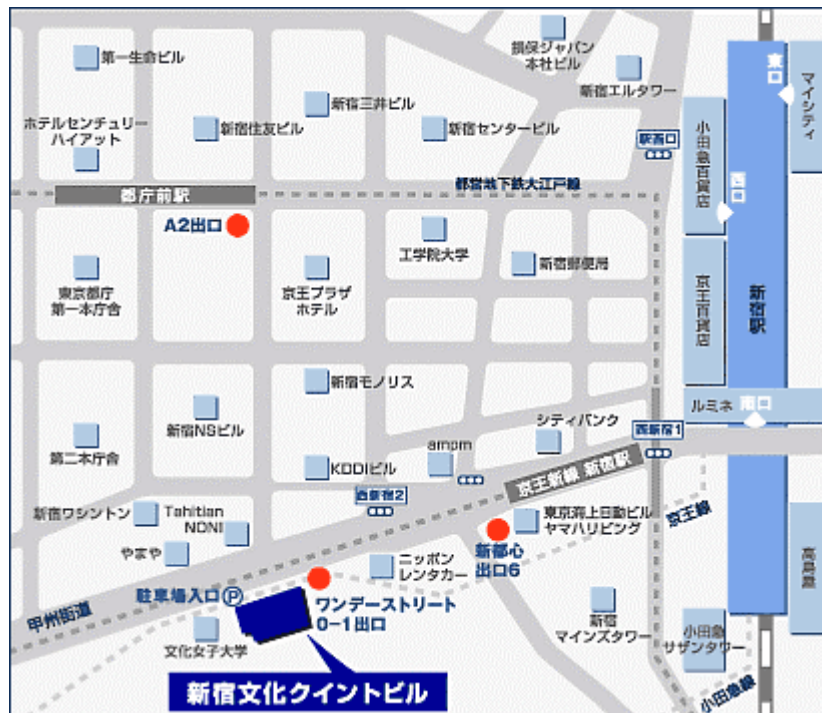 損保ジャパン
本社ビル
第一生命ビル
新宿エルタワー
東口
マイシティ
新宿三井ビル
ホテルセンチュリー
ハイアット
新宿住友ビル
新宿センタービル
駅西口
小田急百貨店
西口
都営地下鉄大江戸線
都庁前駅
A2出口
工学院大学
新宿郵便局
東京都庁
第一本庁舎
京王プラザ
ホテル
京王百貨店
新宿駅
新宿モノリス
ルミネ
南口
新宿NSビル
シティバンク
西新宿1
第二本庁舎
ampm
KDDIビル
京王新線 新宿駅
西新宿2
新宿ワシントン
Tahitian
NONI
東京海上日動ビル
ヤマハリビング
京王線
やまや
新都心
出口6
ニッポン
レンタカー
高島屋
駐車場入口P
ワンデーストリート
0-1出口
甲州街道
新宿
マインズタワー
小田急
サザンタワー
文化女子大学
新宿文化クイントビル
小田急線